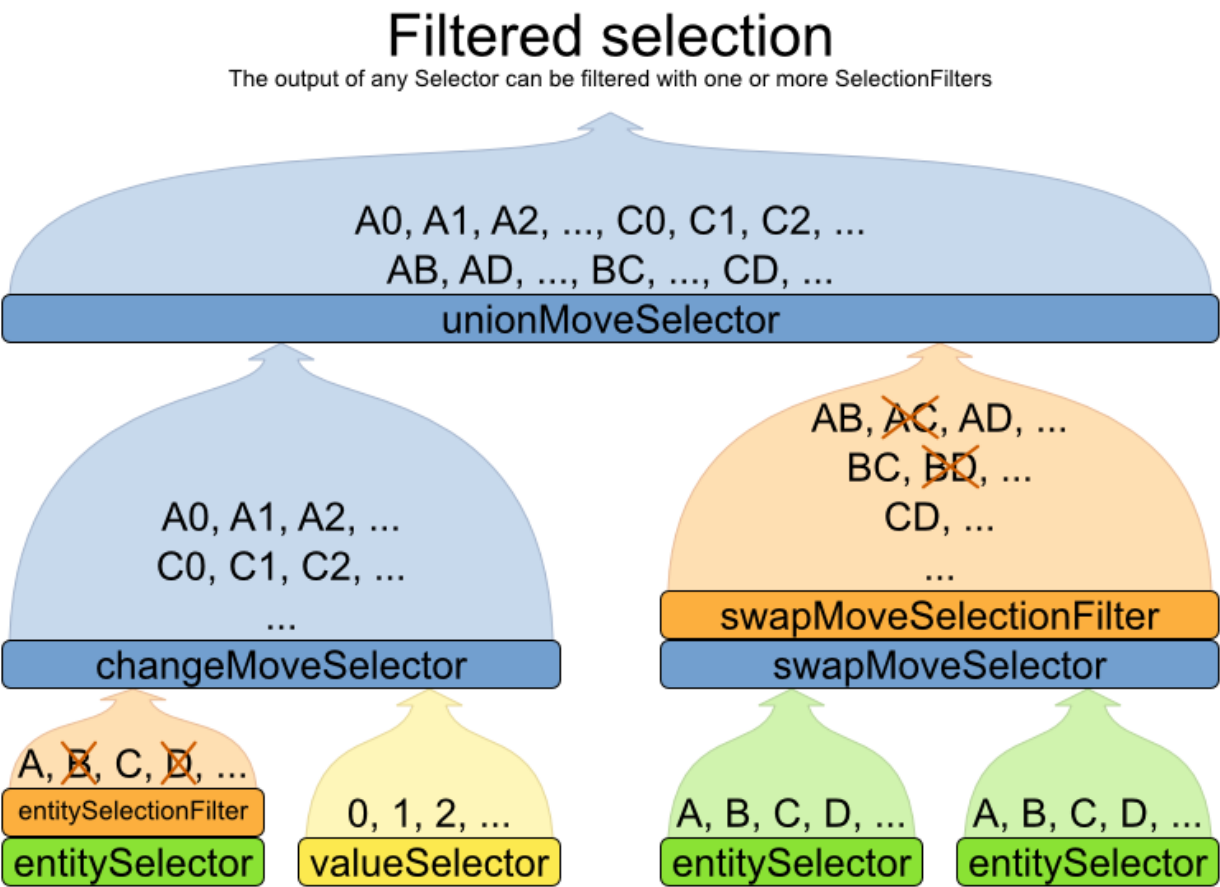 Filtered selection
The output of any Selector can be filtered with one or more SelectionFilters
A0, A1, A2, ..., C0, C1, C2, ...
AB, AD, ..., BC, ..., CD, ...
unionMoveSelector
A0, A1, A2, ...
C0, C1, C2, ...
...
changeMoveSelector
A, B, C, D, ...
entitySelectionFilter
entitySelector
0, 1, 2, ...
valueSelector
AB, AC, AD, ...
BC, BD, ...
CD, ...
...
swapMoveSelectionFilter
swapMoveSelector
A, B, C, D, ...
entitySelector
A, B, C, D, ...
entitySelector